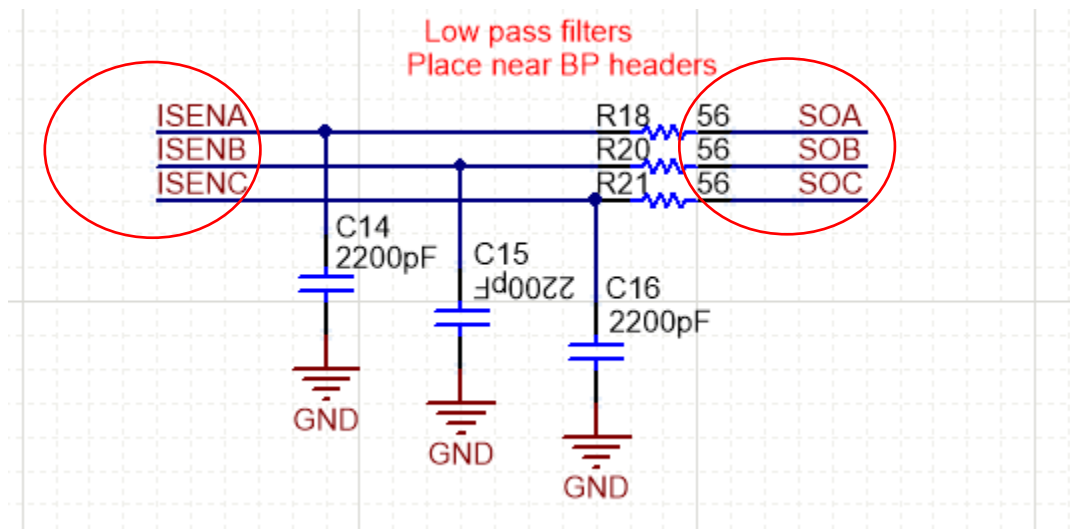 Low pass filters
Place near BP headers
ISENA R18 56 SOA
ISENB R20 56 SOB
ISENC R21 56 SOC
C14
2200pF
C15
2200pF
C16
2200pF
GND
GND
GND